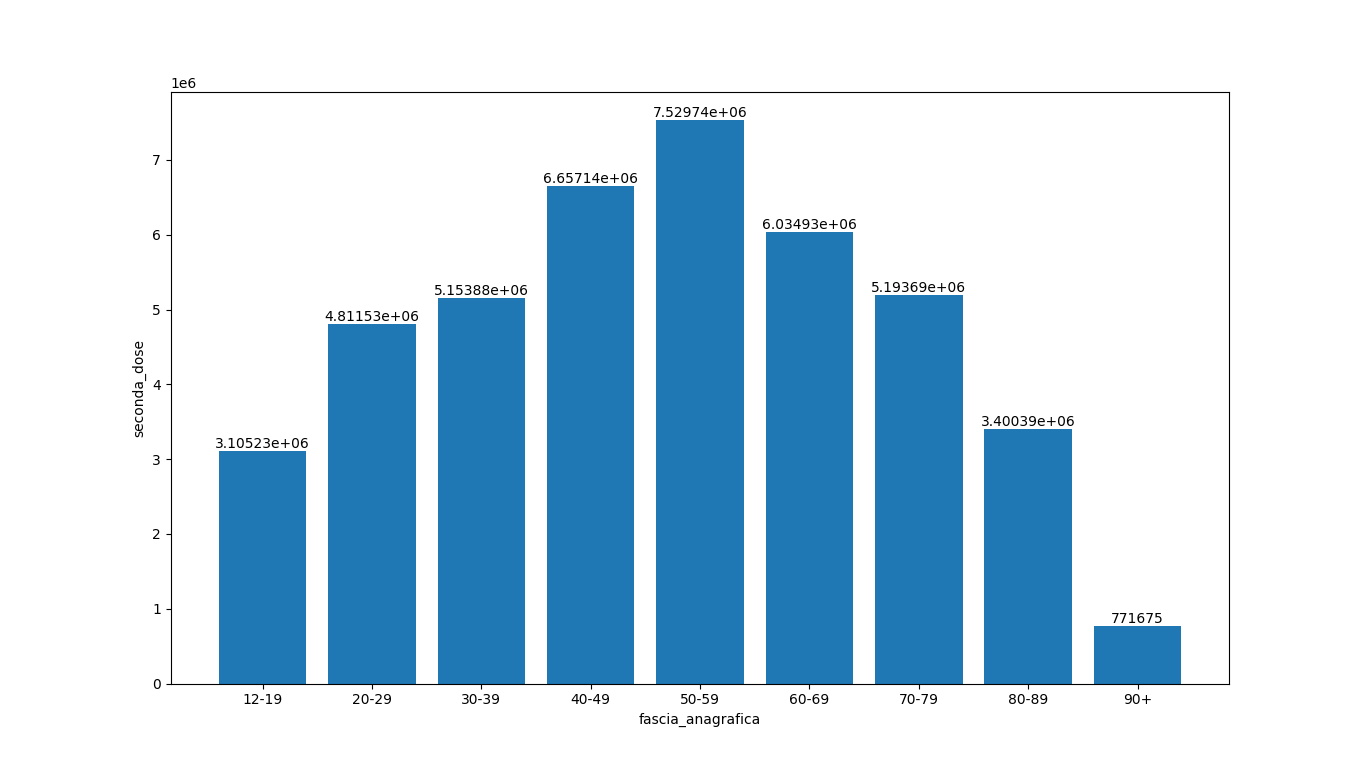 1e6
7.52974e+06
7
6.65714e+06
6
6.03493e+06
5.15388e+06
5.19369e+06
5
4.81153e+06
seconda_dose
4
3.10523e+06
3.40039e+06
3
2
1
771675
0
12-19 20-29 30-39 40-49 50-59 60-69 70-79 80-89 90+
fascia_anagrafica